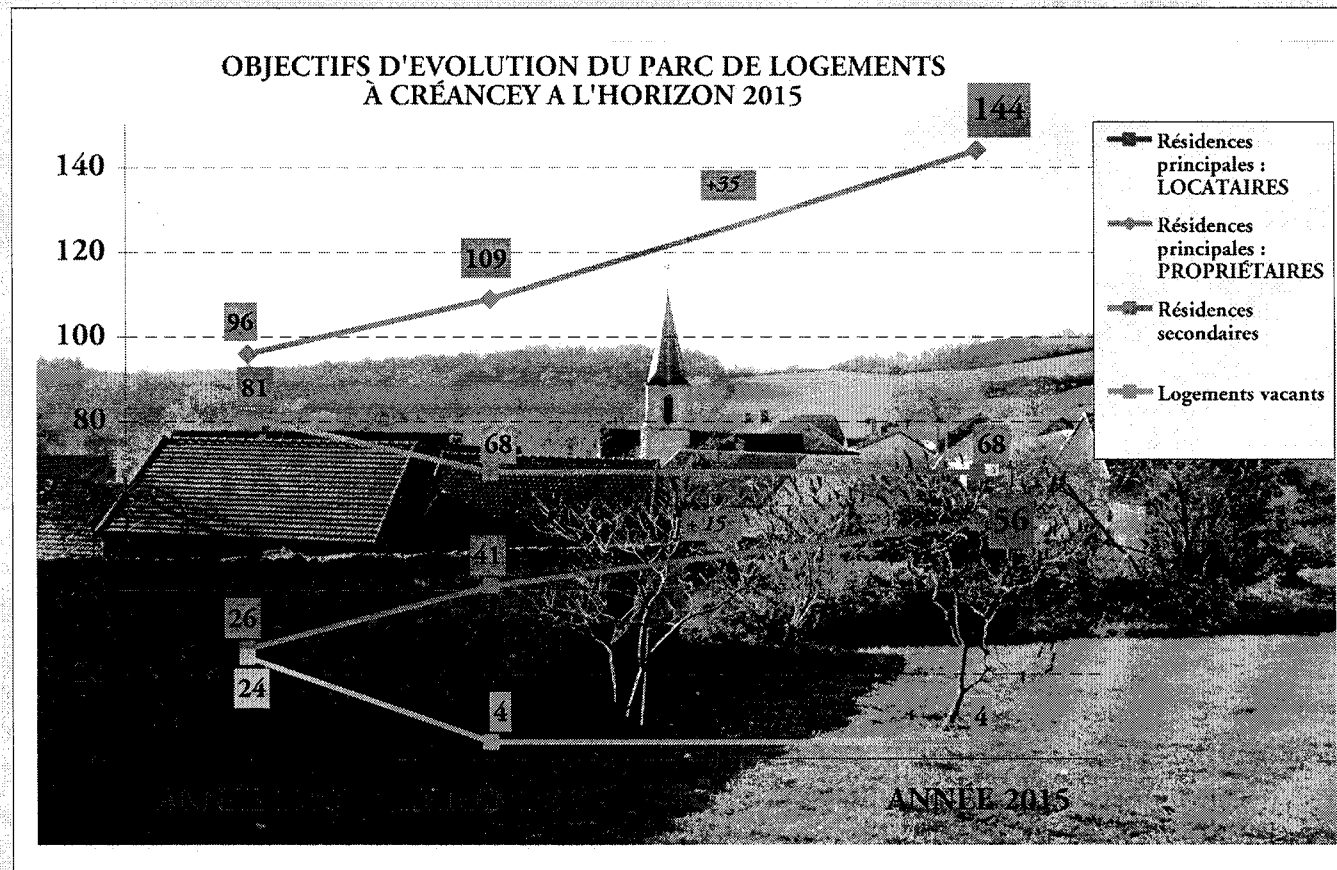 OBJECTIFS D'EVOLUTION DU PARC DE LOGEMENTS
À CRÉANCEY A L'HORIZON 2015
144
140
+35
120
109
100
96
81
80
68
68
+ 15
56
41
26
24
4
4
ANNÉE 2015
Résidences
principales :
LOCATAIRES
Résidences
principales :
PROPRIÉTAIRES
Résidences
secondaires
Logements vacants